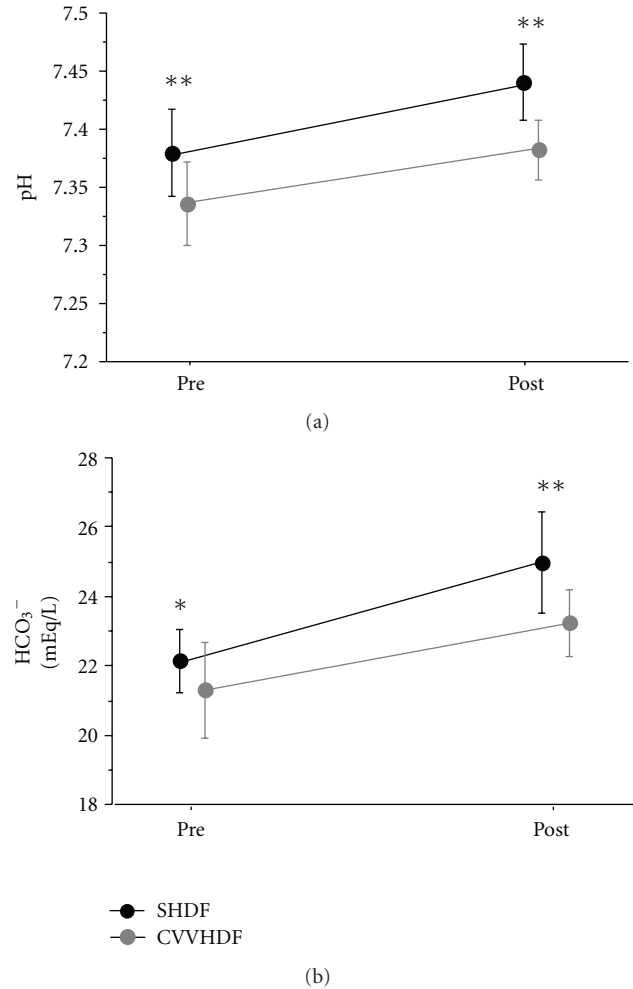 7.5
7.45
7.4
7.35
7.3
7.25
7.2
pH
**
**
Pre
Post
(a)
28
26
24
22
20
18
HCO₃⁻
(mEq/L)
*
**
Pre
Post
SHDF
CVVHDF
(b)